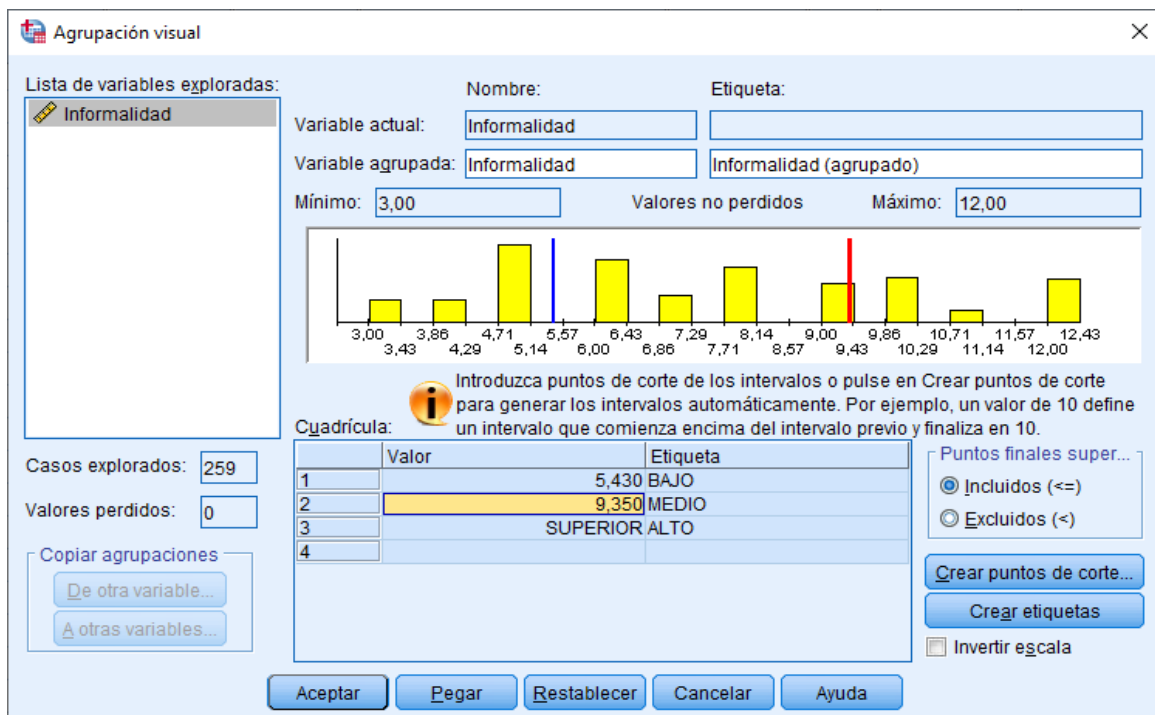 Agrupación visual
Lista de variables exploradas:
Informalidad
Nombre:
Etiqueta:
Variable actual:
Informalidad
Variable agrupada:
Informalidad
Informalidad (agrupado)
Mínimo:
3,00
Valores no perdidos
Máximo:
12,00
3,00 3,86 4,71 5,57 6,43 7,29 8,14 9,00 9,86 10,71 11,57 12,43
3,43 4,29 5,14 6,00 6,86 7,71 8,57 9,43 10,29 11,14 12,00
Introduzca puntos de corte de los intervalos o pulse en Crear puntos de corte
para generar los intervalos automáticamente. Por ejemplo, un valor de 10 define
un intervalo que comienza encima del intervalo previo y finaliza en 10.
Cuadrícula:
Valor Etiqueta
1 5,430 BAJO
2 9,350 MEDIO
3 SUPERIOR ALTO
4
Puntos finales super...
Incluidos (<=)
Excluidos (<)
Crear puntos de corte...
Crear etiquetas
Invertir escala
Casos explorados:
259
Valores perdidos:
0
Copiar agrupaciones
De otra variable...
A otras variables...
Aceptar Pegar Restablecer Cancelar Ayuda